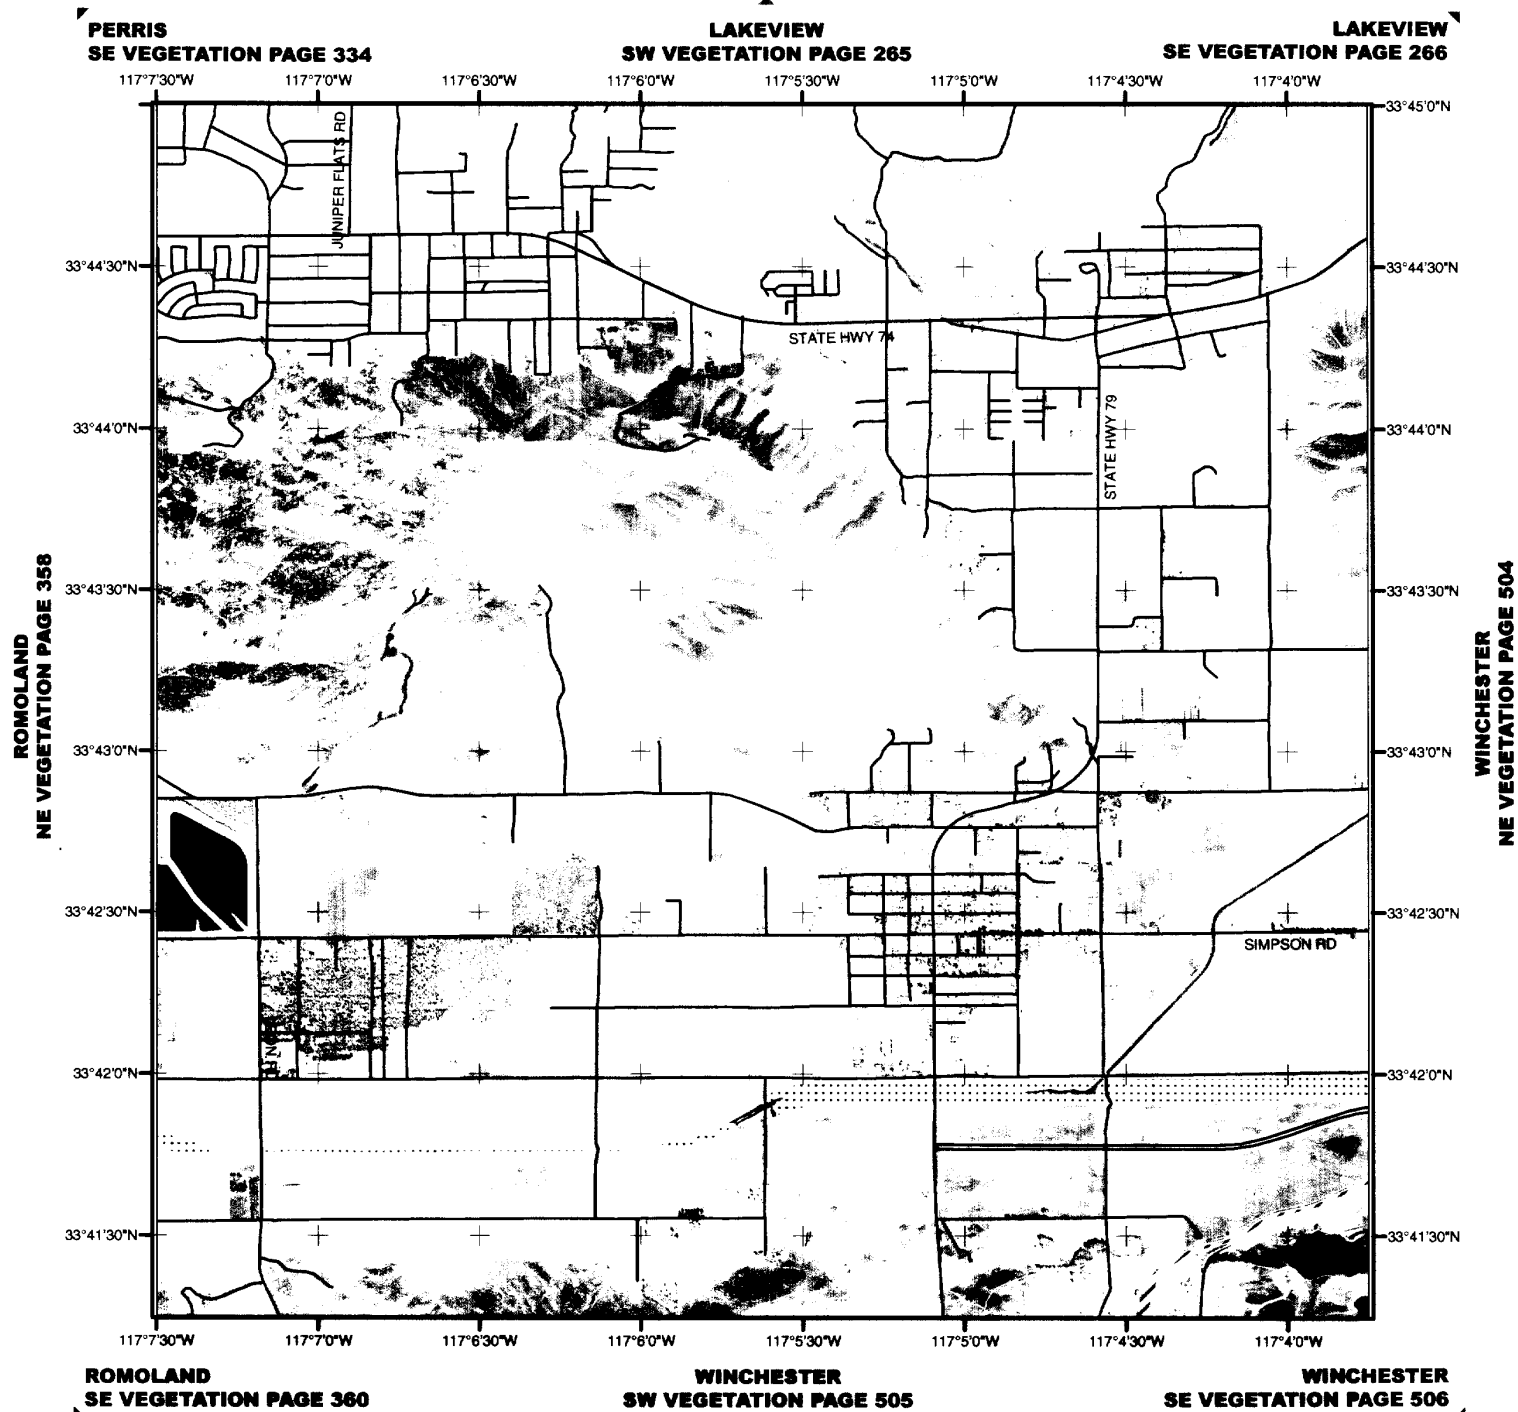 PERRIS
SE VEGETATION PAGE 334
LAKEVIEW
SW VEGETATION PAGE 265
LAKEVIEW
SE VEGETATION PAGE 266
117°7'30"W 117°7'0"W 117°6'30"W 117°6'0"W 117°5'30"W 117°5'0"W 117°4'30"W 117°4'0"W
33°45'0"N
JUNIPER FLATS RD
33°44'30"N 33°44'30"N
STATE HWY 74
STATE HWY 79
33°44'0"N 33°44'0"N
ROMOLAND
NE VEGETATION PAGE 358
33°43'30"N 33°43'30"N
WINCHESTER
NE VEGETATION PAGE 504
33°43'0"N 33°43'0"N
33°42'30"N 33°42'30"N
SIMPSON RD
33°42'0"N 33°42'0"N
33°41'30"N 33°41'30"N
117°7'30"W 117°7'0"W 117°6'30"W 117°6'0"W 117°5'30"W 117°5'0"W 117°4'30"W 117°4'0"W
ROMOLAND
SE VEGETATION PAGE 360
WINCHESTER
SW VEGETATION PAGE 505
WINCHESTER
SE VEGETATION PAGE 506